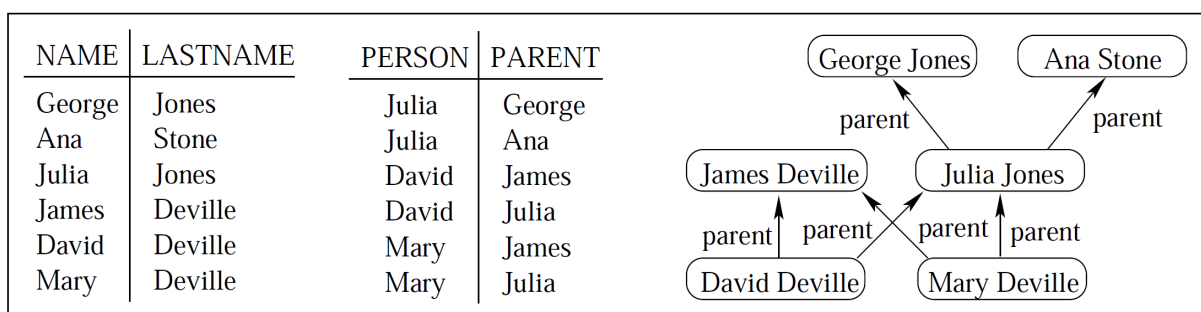 NAME LASTNAME
George Jones
Ana Stone
Julia Jones
James Deville
David Deville
Mary Deville
PERSON PARENT
Julia George
Julia Ana
David James
David Julia
Mary James
Mary Julia
George Jones Ana Stone
parent parent
James Deville Julia Jones
parent parent parent parent
David Deville Mary Deville